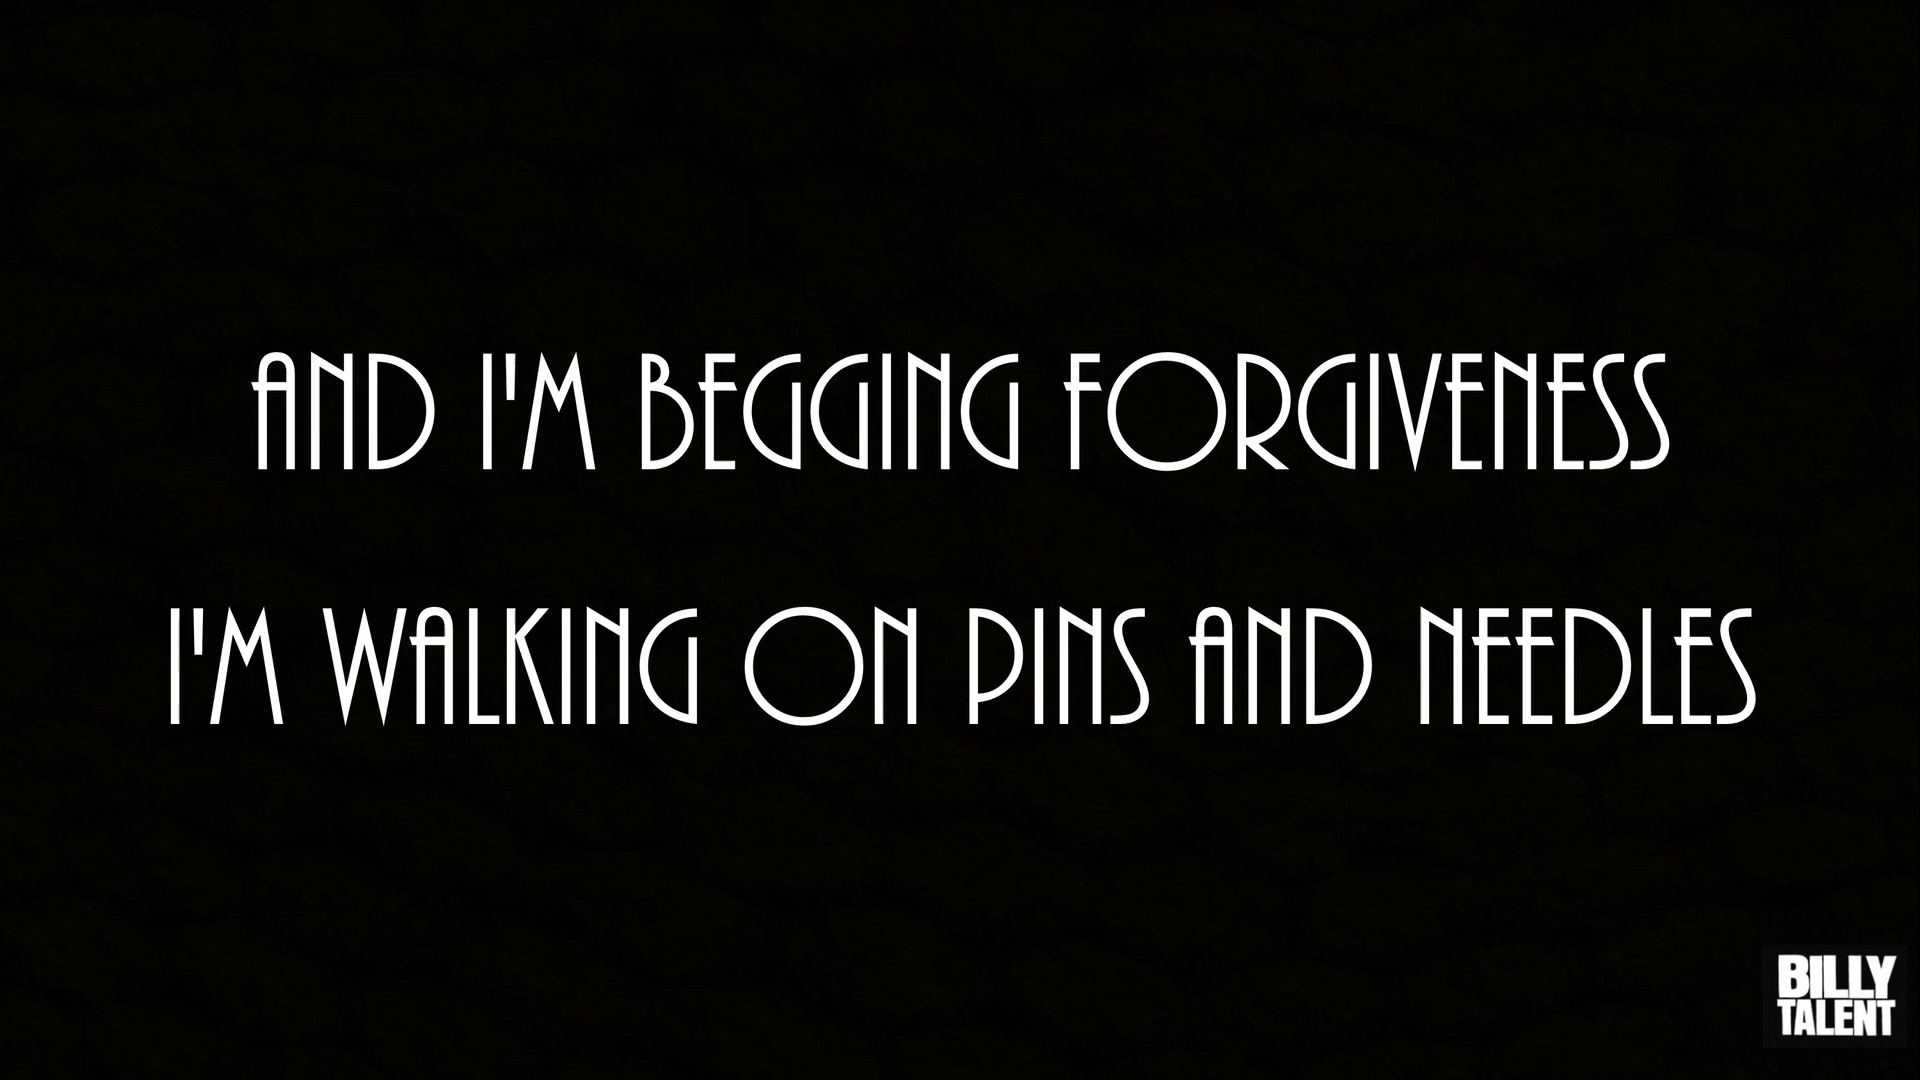 AND I'M BEGGING FORGIVENESS
I'M WALKING ON PINS AND NEEDLES
BILLY
TALENT